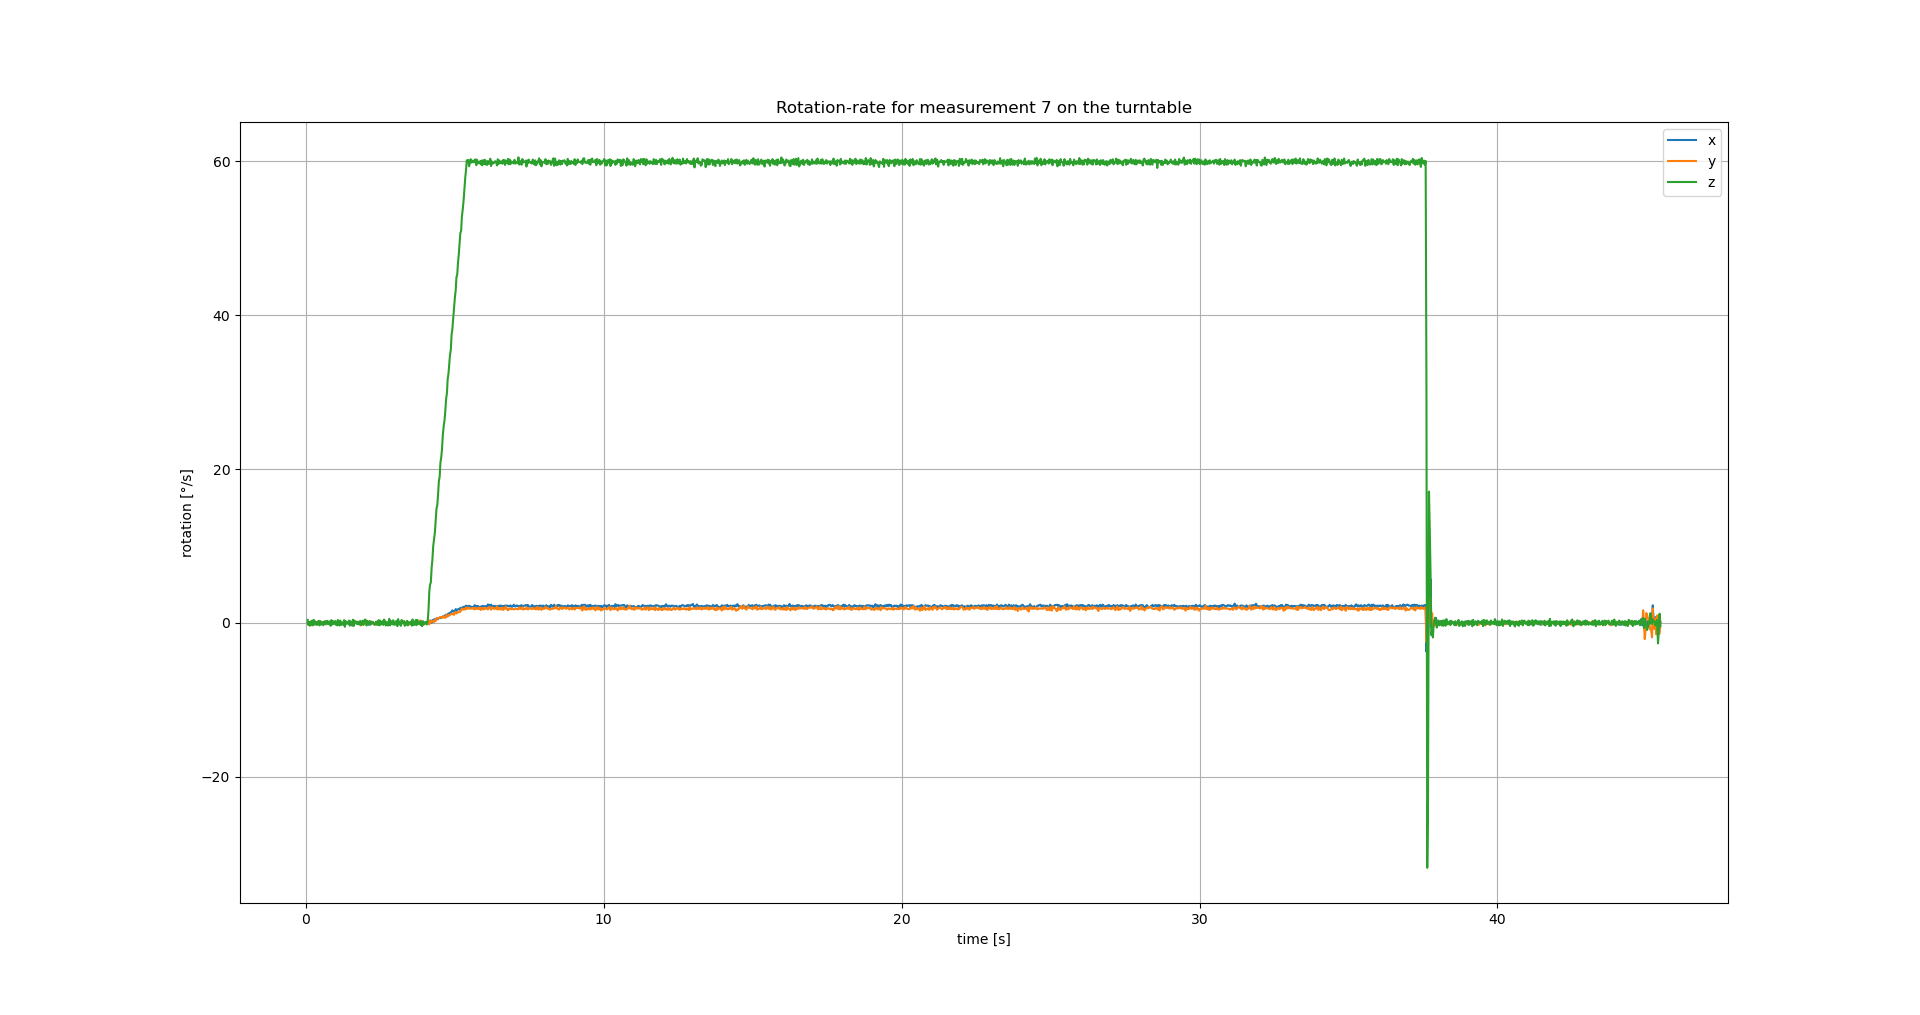 Rotation-rate for measurement 7 on the turntable
x
y
z
60
40
20
0
−20
rotation [°/s]
0 10 20 30 40
time [s]